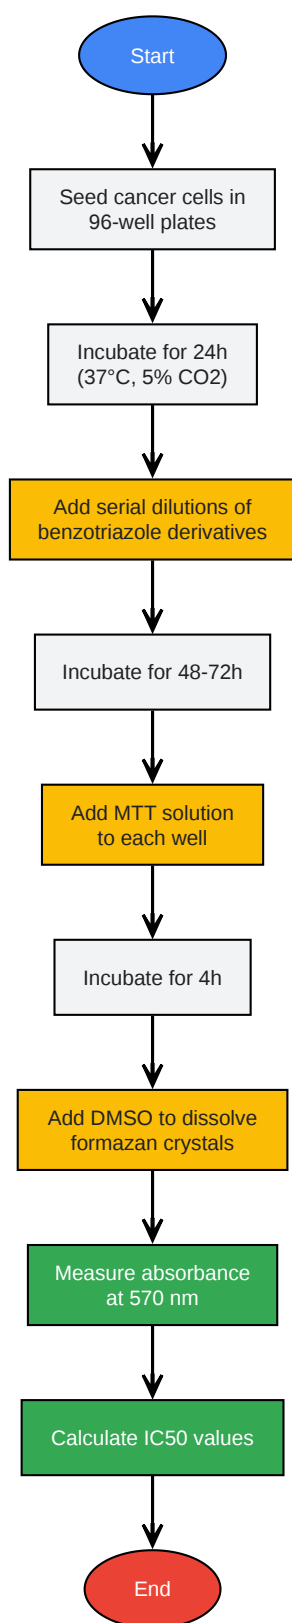 Start
Seed cancer cells in
96-well plates
Incubate for 24h
(37°C, 5% CO2)
Add serial dilutions of
benzotriazole derivatives
Incubate for 48-72h
Add MTT solution
to each well
Incubate for 4h
Add DMSO to dissolve
formazan crystals
Measure absorbance
at 570 nm
Calculate IC50 values
End